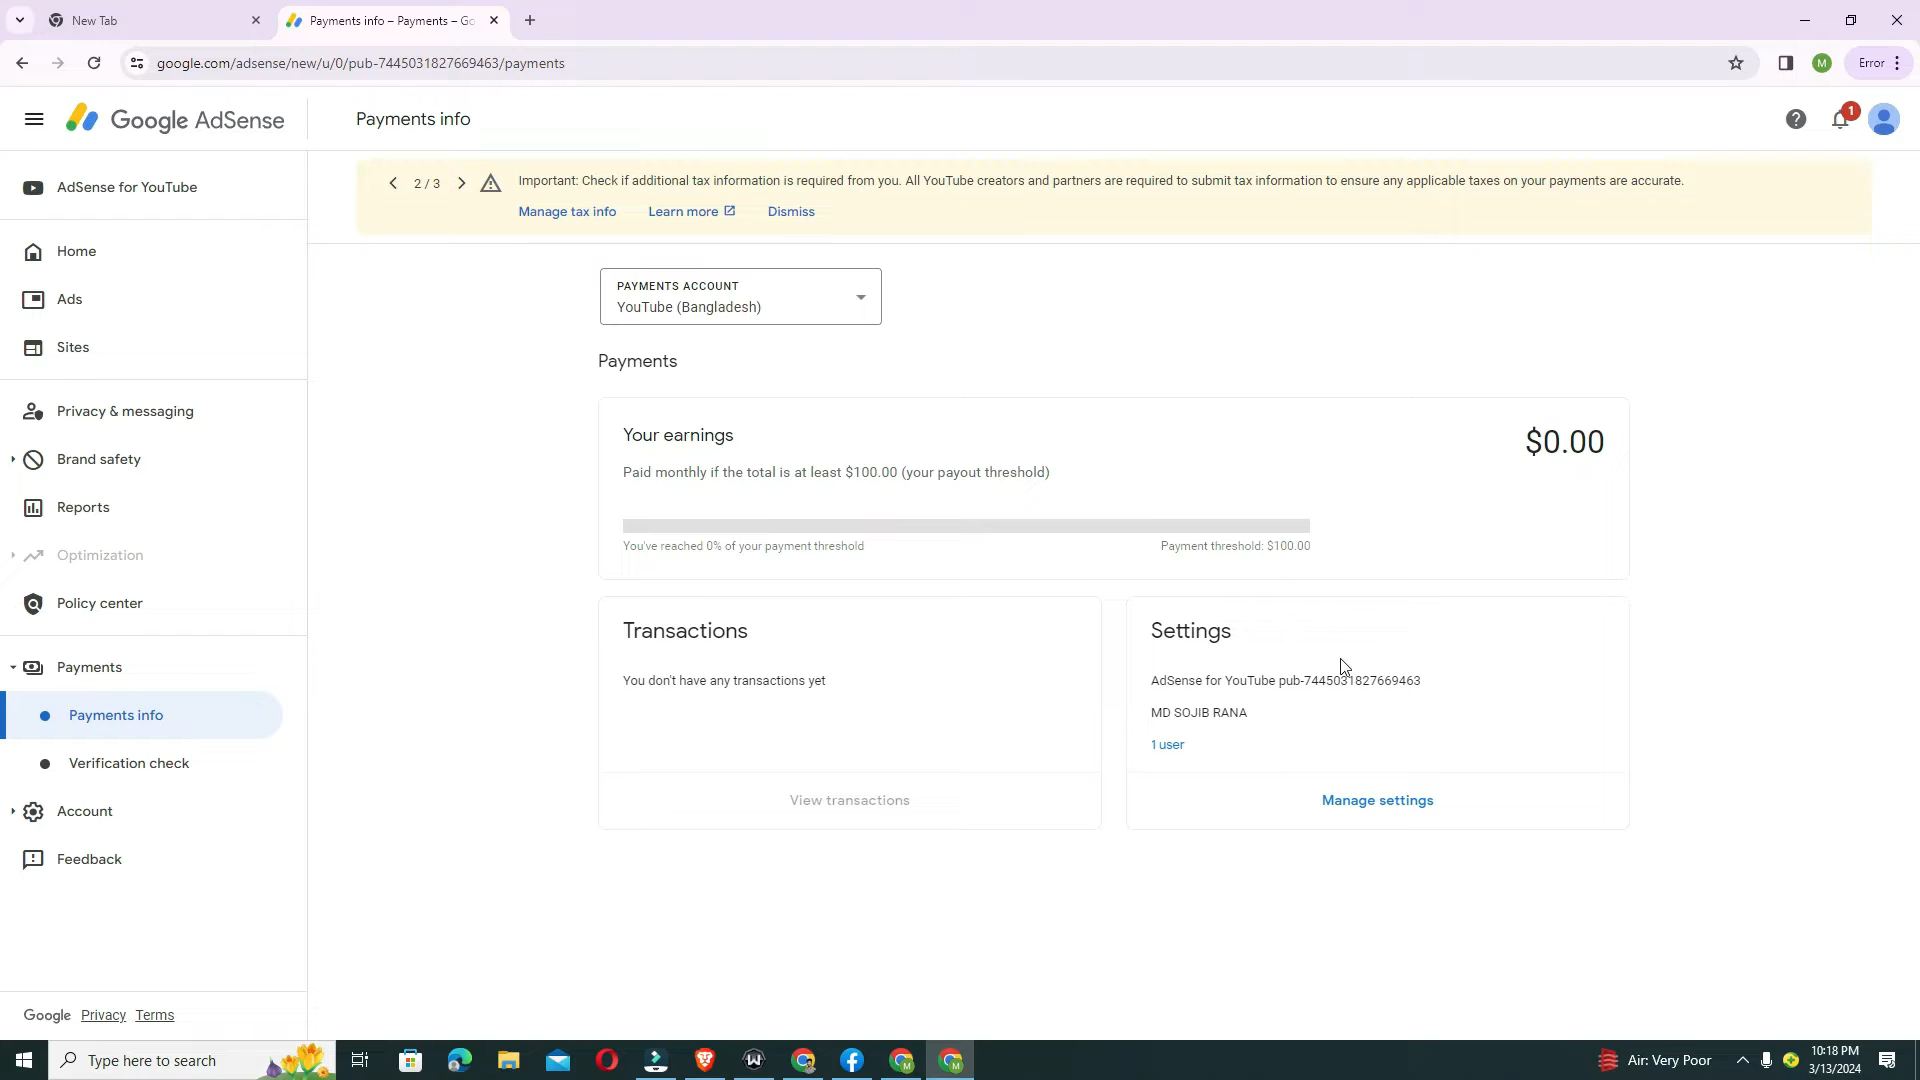 New Tab
Payments info – Payments – Go
google.com/adsense/new/u/0/pub-7445031827669463/payments
M
Error
Google AdSense
Payments info
1
AdSense for YouTube
Home
Ads
Sites
Privacy & messaging
Brand safety
Reports
Optimization
Policy center
Payments
Payments info
Verification check
Account
Feedback
Google Privacy Terms
2 / 3
Important: Check if additional tax information is required from you. All YouTube creators and partners are required to submit tax information to ensure any applicable taxes on your payments are accurate.
Manage tax info Learn more Dismiss
PAYMENTS ACCOUNT
YouTube (Bangladesh)
Payments
Your earnings
$0.00
Paid monthly if the total is at least $100.00 (your payout threshold)
You've reached 0% of your payment threshold
Payment threshold: $100.00
Transactions
You don't have any transactions yet
View transactions
Settings
AdSense for YouTube pub-7445031827669463
MD SOJIB RANA
1 user
Manage settings
Type here to search
Air: Very Poor
10:18 PM
3/13/2024